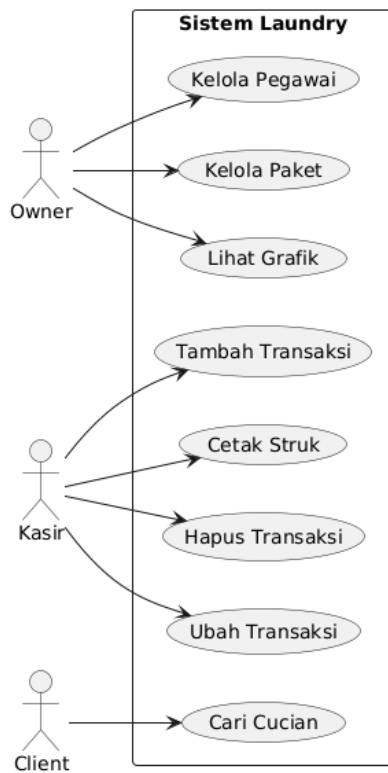 Sistem Laundry
Kelola Pegawai
Kelola Paket
Owner
Lihat Grafik
Tambah Transaksi
Cetak Struk
Kasir
Hapus Transaksi
Ubah Transaksi
Cari Cucian
Client